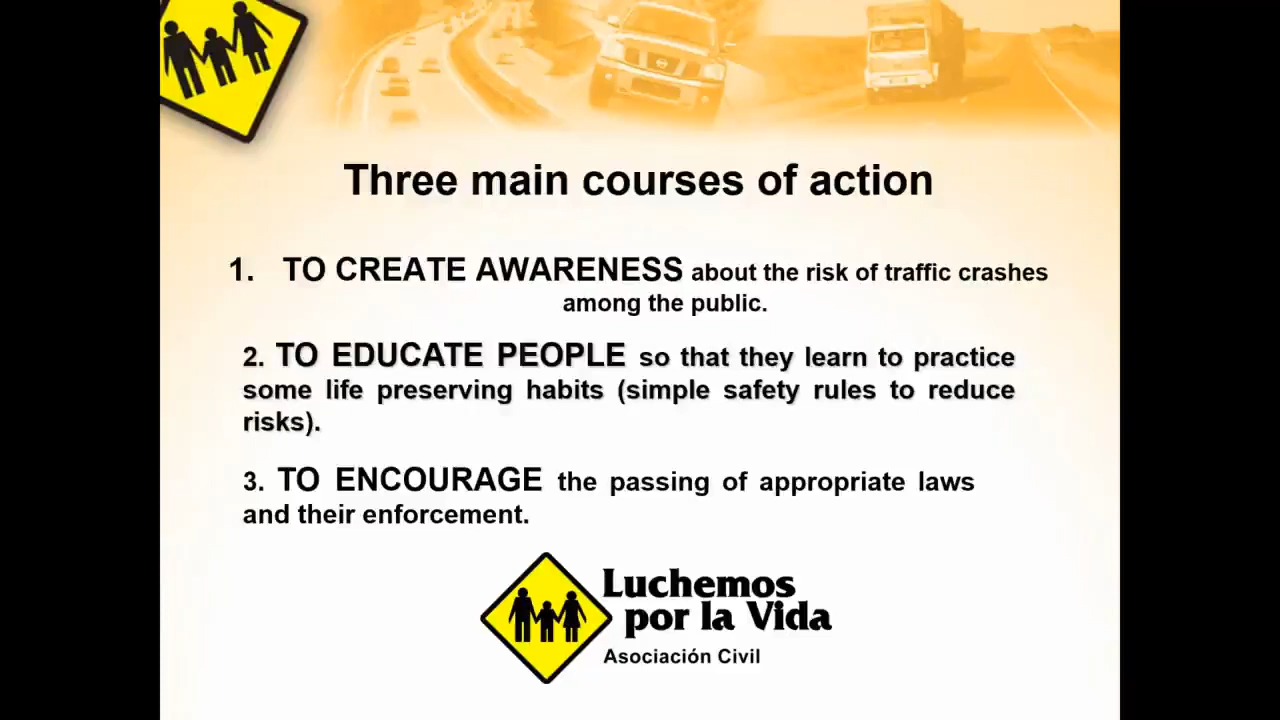 Three main courses of action
1. TO CREATE AWARENESS about the risk of traffic crashes
among the public.
2. TO EDUCATE PEOPLE so that they learn to practice
some life preserving habits (simple safety rules to reduce
risks).
3. TO ENCOURAGE the passing of appropriate laws
and their enforcement.
Luchemos
por la Vida
Asociación Civil